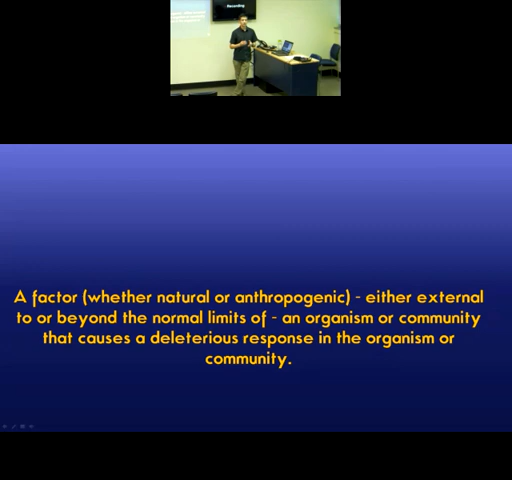 Recording
A factor (whether natural or anthropogenic) - either external
to or beyond the normal limits of - an organism or community
that causes a deleterious response in the organism or
community.